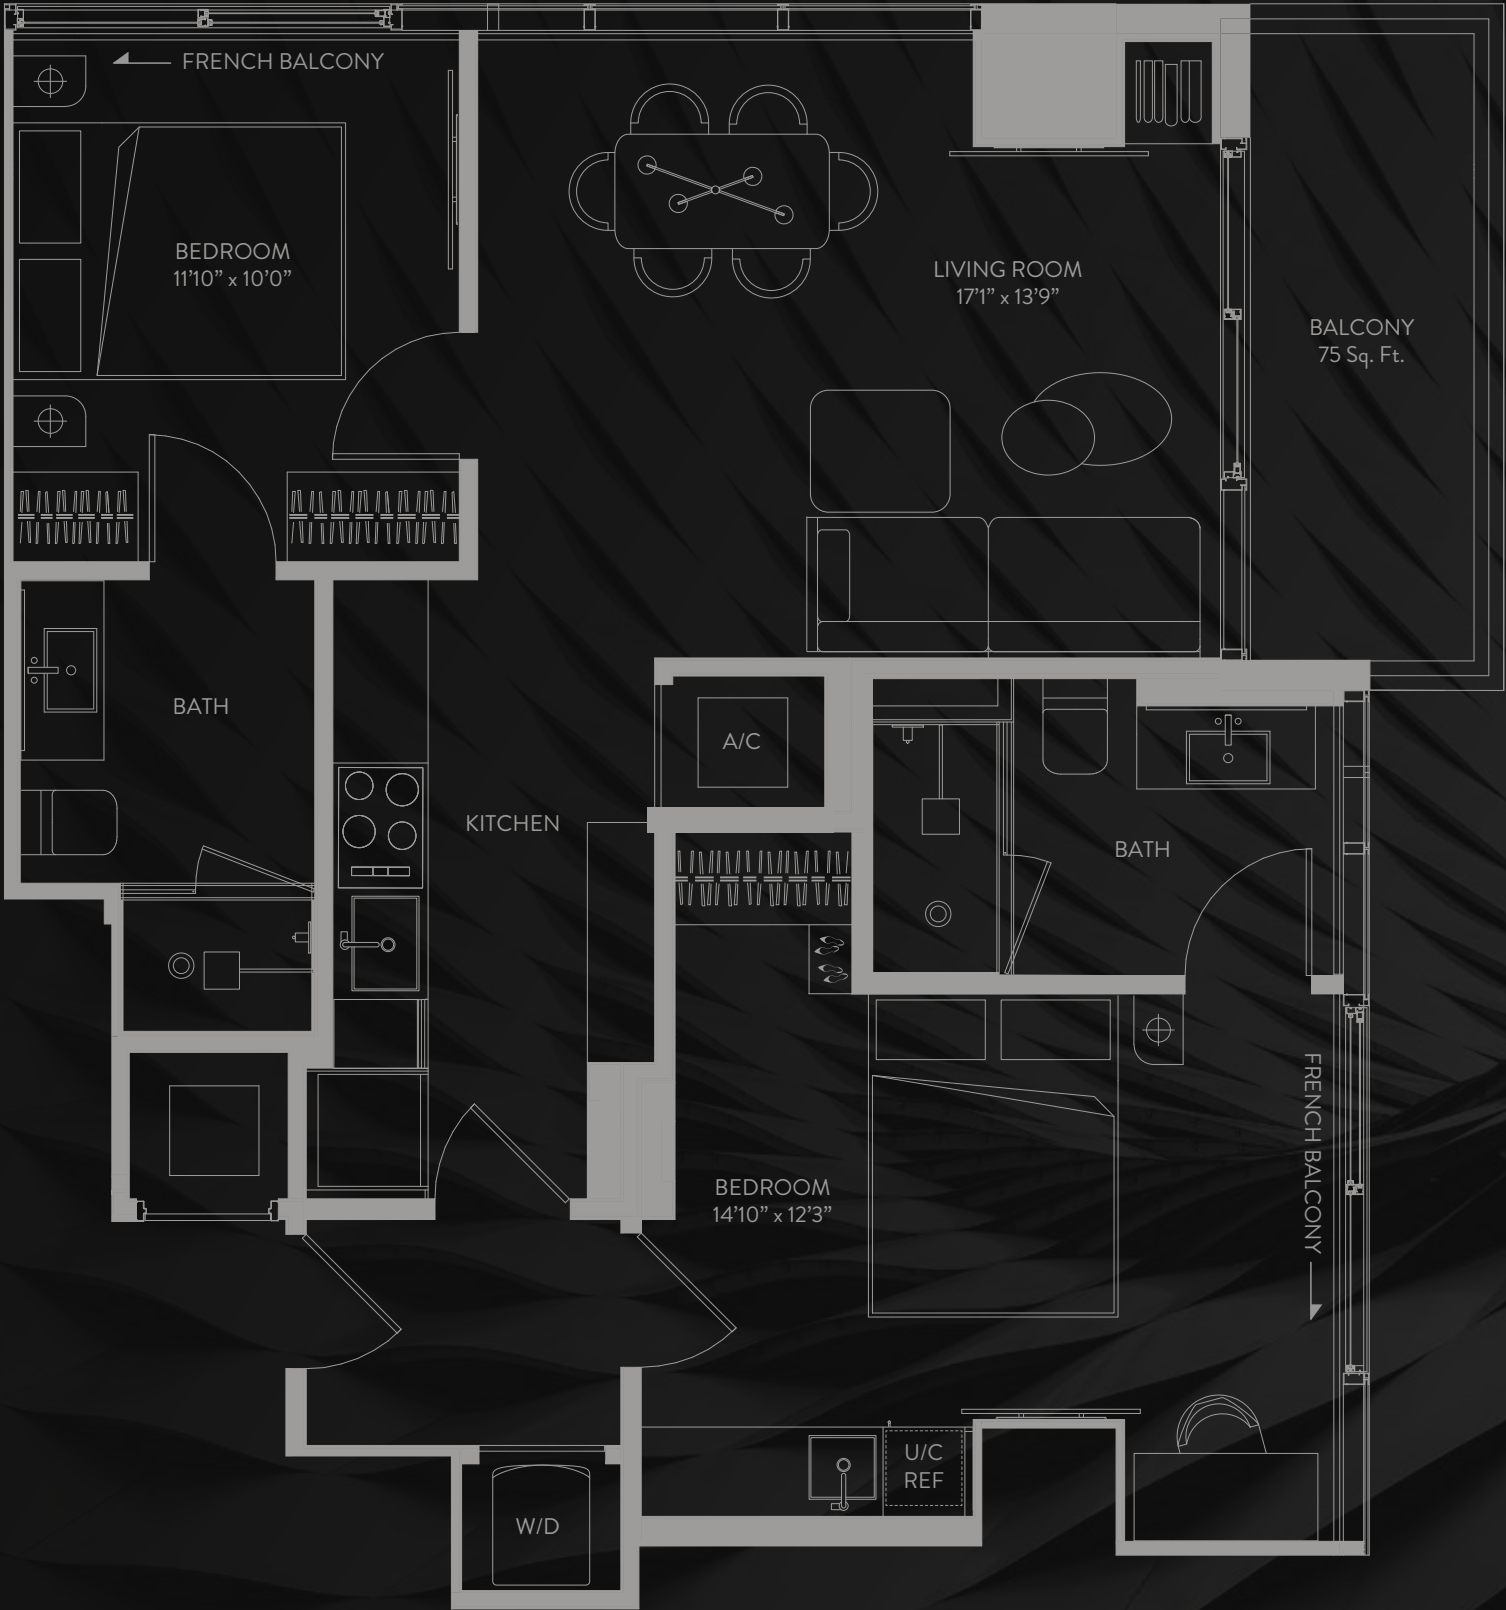 FRENCH BALCONY
BEDROOM
11’10” x 10’0”
LIVING ROOM
17’1” x 13’9”
BALCONY
75 Sq. Ft.
BATH
A/C
KITCHEN
BATH
FRENCH BALCONY
BEDROOM
14’10” x 12’3”
U/C
REF
W/D